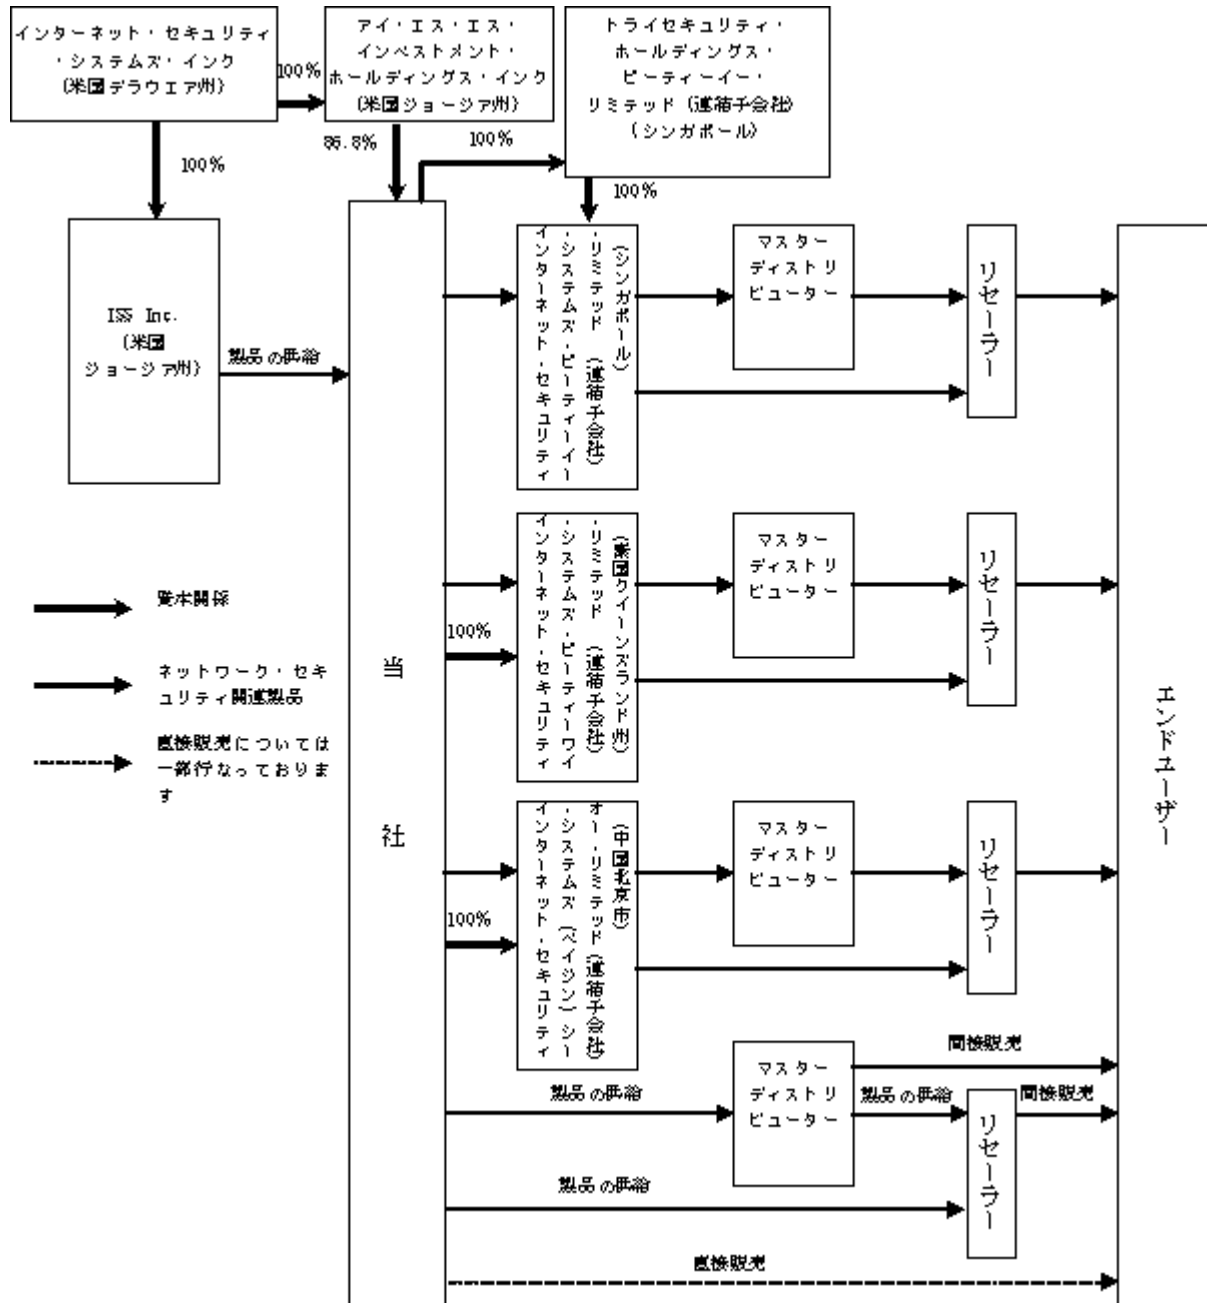 インターネット・セキュリティ
・システムズ・インク
(米国デラウエア州)
100%
アイ・エス・エス・
インベストメント・
ホールディングス・インク
(米国ジョージア州)
トライセキュリティ・
ホールディングス・
ピーティーイー・
リミテッド(連結子会社)
(シンガポール)
100%
86.8%
100%
100%
ISS Inc.
(米国
ジョージア州)
製品の供給
当社
インターネット・セキュリティ
・システムズ・ピーティーイー
・リミテッド (連結子会社)
(シンガポール)
マスター
ディストリ
ビューター
リセーラー
インターネット・セキュリティ
・システムズ・ピーティーワイ
・リミテッド (連結子会社)
(豪国クイーンズランド州)
100%
マスター
ディストリ
ビューター
リセーラー
インターネット・セキュリティ
・システムズ(ベイジン)シー
オー・リミテッド(連結子会社)
(中国北京市)
100%
マスター
ディストリ
ビューター
リセーラー
エンドユーザー
資本関係
ネットワーク・セキ
ュリティ関連製品
直接販売については
一部行なっておりま
す
製品の供給
マスター
ディストリ
ビューター
間接販売
製品の供給
間接販売
リセーラー
製品の供給
直接販売